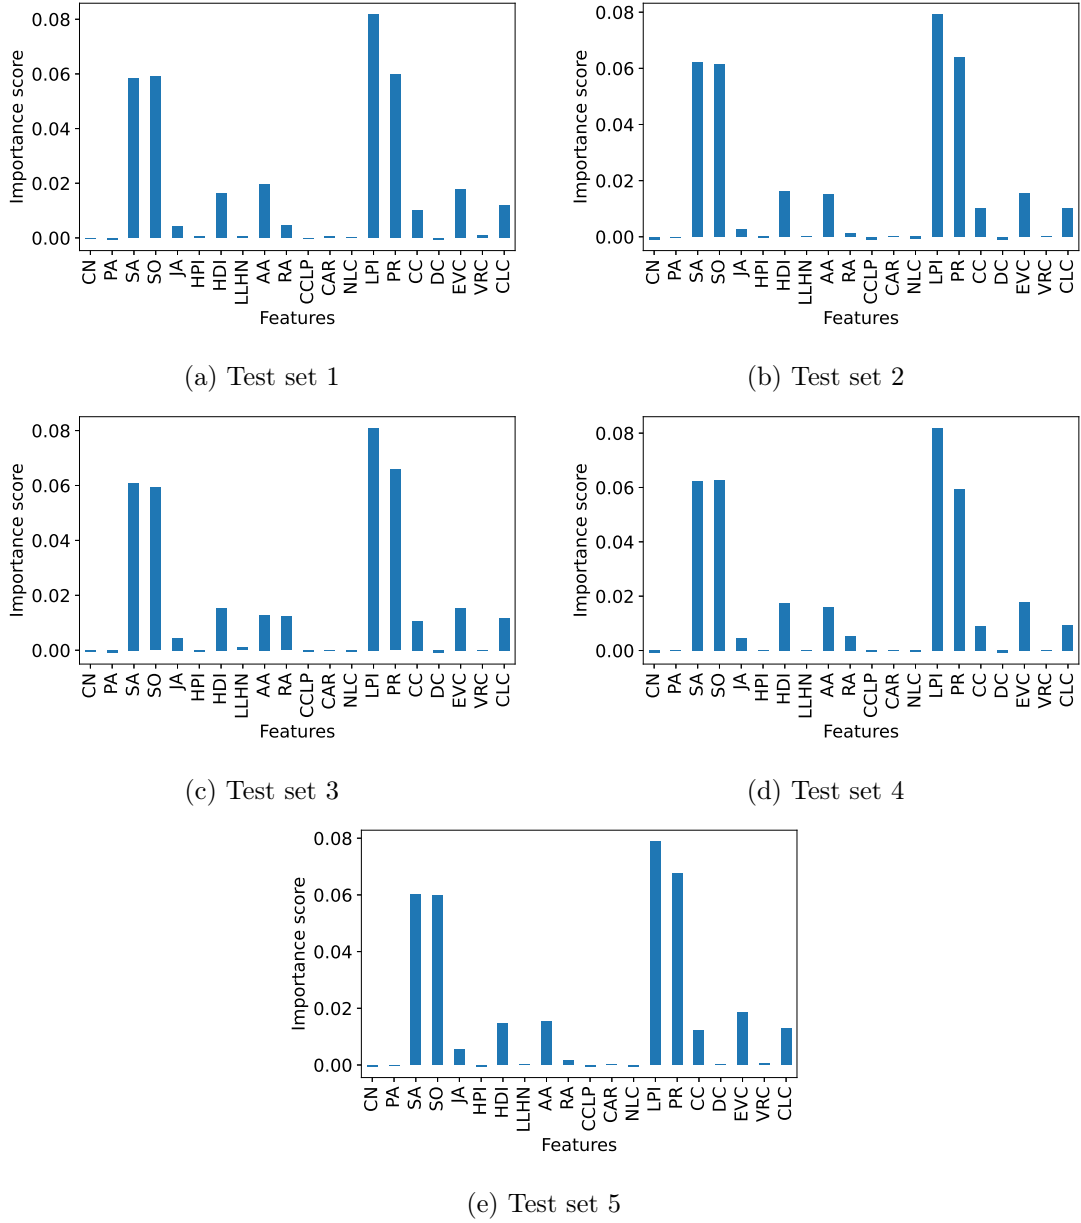 0.08
0.06
0.04
0.02
0.00
Importance score
CN PA SA SO JA HPI HDI LLHN AA RA CCLP CAR NLC LPI PR CC DC EVC VRC CLC
Features
(a) Test set 1
0.08
0.06
0.04
0.02
0.00
Importance score
CN PA SA SO JA HPI HDI LLHN AA RA CCLP CAR NLC LPI PR CC DC EVC VRC CLC
Features
(b) Test set 2
0.08
0.06
0.04
0.02
0.00
Importance score
CN PA SA SO JA HPI HDI LLHN AA RA CCLP CAR NLC LPI PR CC DC EVC VRC CLC
Features
(c) Test set 3
0.08
0.06
0.04
0.02
0.00
Importance score
CN PA SA SO JA HPI HDI LLHN AA RA CCLP CAR NLC LPI PR CC DC EVC VRC CLC
Features
(d) Test set 4
0.08
0.06
0.04
0.02
0.00
Importance score
CN PA SA SO JA HPI HDI LLHN AA RA CCLP CAR NLC LPI PR CC DC EVC VRC CLC
Features
(e) Test set 5